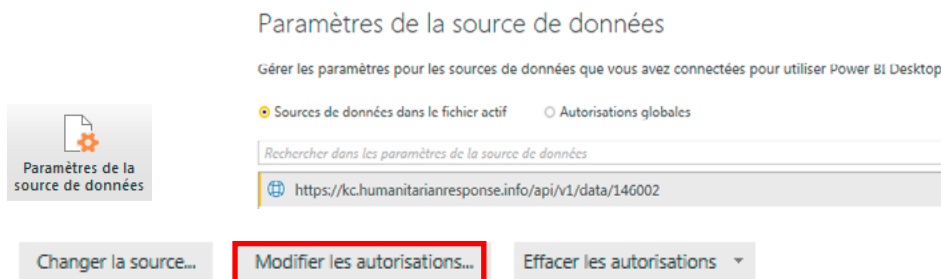 Paramètres de la source de données
Gérer les paramètres pour les sources de données que vous avez connectées pour utiliser Power BI Desktop
Sources de données dans le fichier actif
Autorisations globales
Rechercher dans les paramètres de la source de données
https://kc.humanitarianresponse.info/api/v1/data/146002
Paramètres de la
source de données
Changer la source...
Modifier les autorisations...
Effacer les autorisations